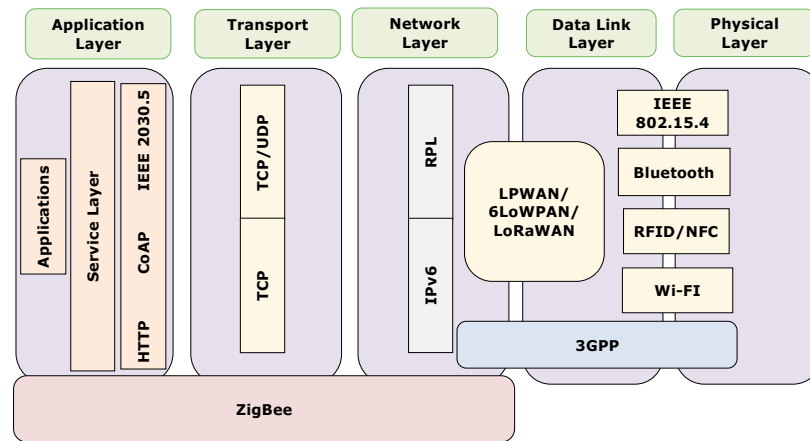 Application
Layer
Transport
Layer
Network
Layer
Data Link
Layer
Physical
Layer
Applications
Service Layer
HTTP CoAP IEEE 2030.5
TCP/UDP
TCP
RPL
IPv6
LPWAN/
6LoWPAN/
LoRaWAN
IEEE
802.15.4
Bluetooth
RFID/NFC
Wi-FI
3GPP
ZigBee